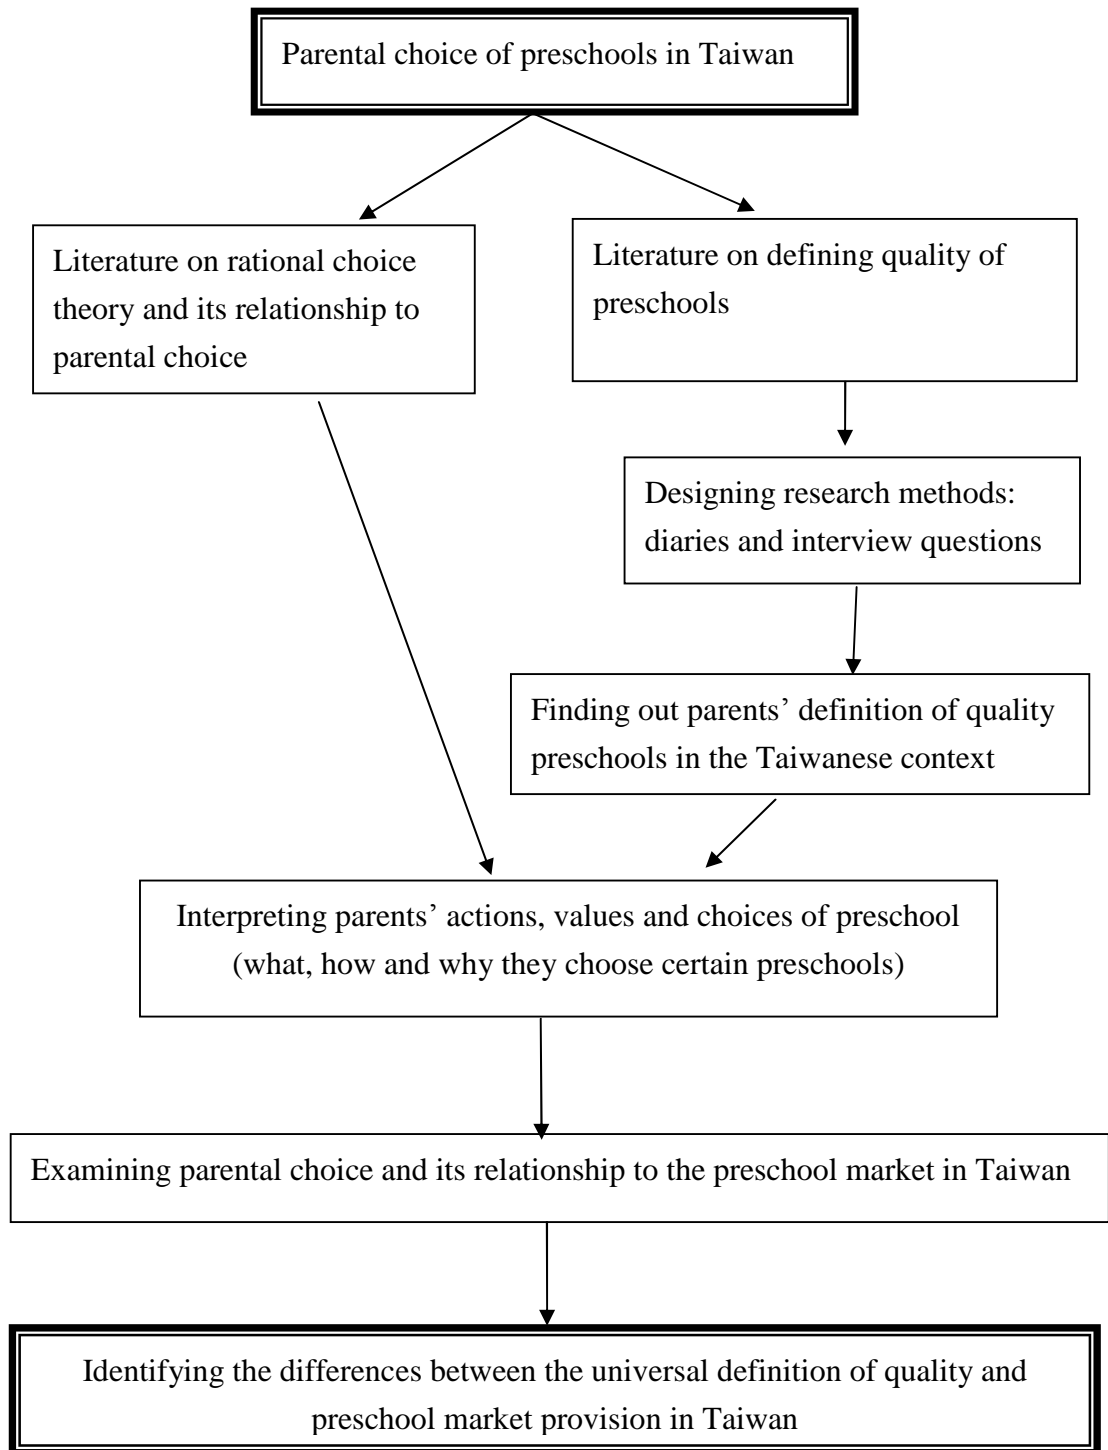 Parental choice of preschools in Taiwan
Literature on rational choice
theory and its relationship to
parental choice
Literature on defining quality of
preschools
Designing research methods:
diaries and interview questions
Finding out parents’ definition of quality
preschools in the Taiwanese context
Interpreting parents’ actions, values and choices of preschool
(what, how and why they choose certain preschools)
Examining parental choice and its relationship to the preschool market in Taiwan
Identifying the differences between the universal definition of quality and
preschool market provision in Taiwan